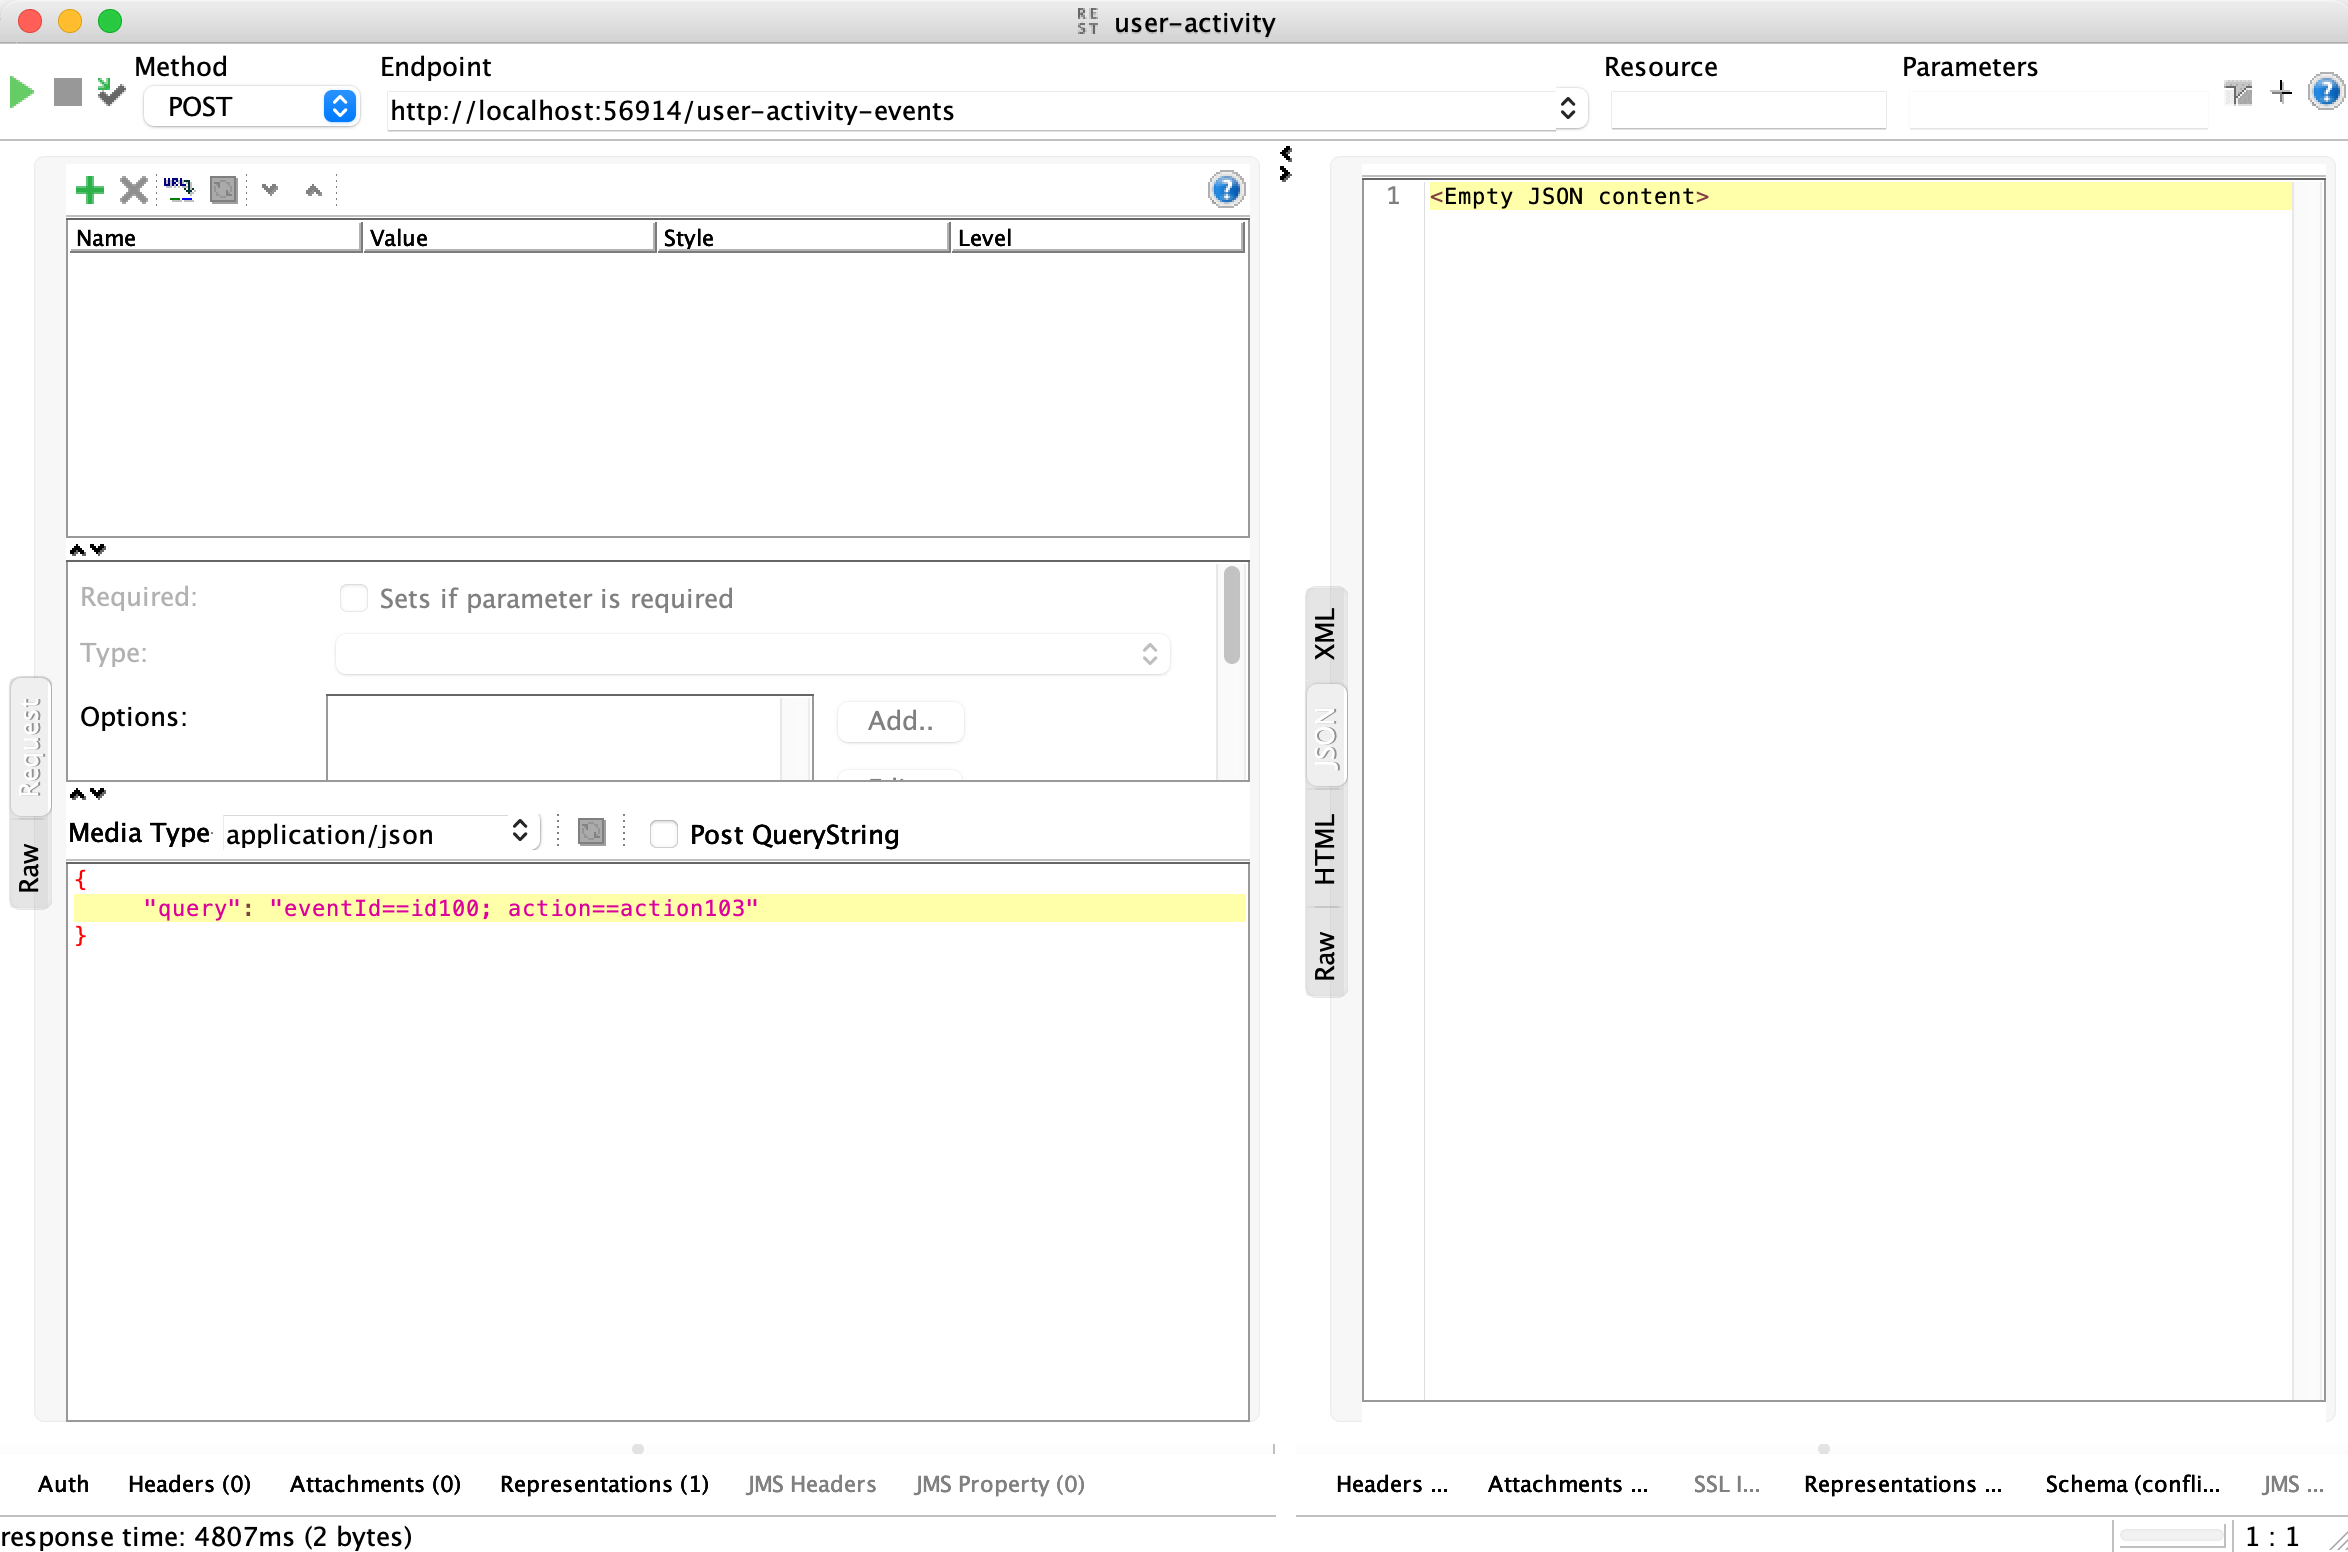 RE
ST user-activity
Method Endpoint Resource Parameters
POST http://localhost:56914/user-activity-events
URL
Name Value Style Level
1 <Empty JSON content>
Required: Sets if parameter is required
Type:
Options: Add..
Request
Raw
XML
JSON
HTML
Raw
Media Type application/json Post QueryString
{
"query": "eventId==id100; action==action103"
}
Auth Headers (0) Attachments (0) Representations (1) JMS Headers JMS Property (0)
Headers ... Attachments ... SSL I... Representations ... Schema (confli... JMS ...
response time: 4807ms (2 bytes)
1 : 1